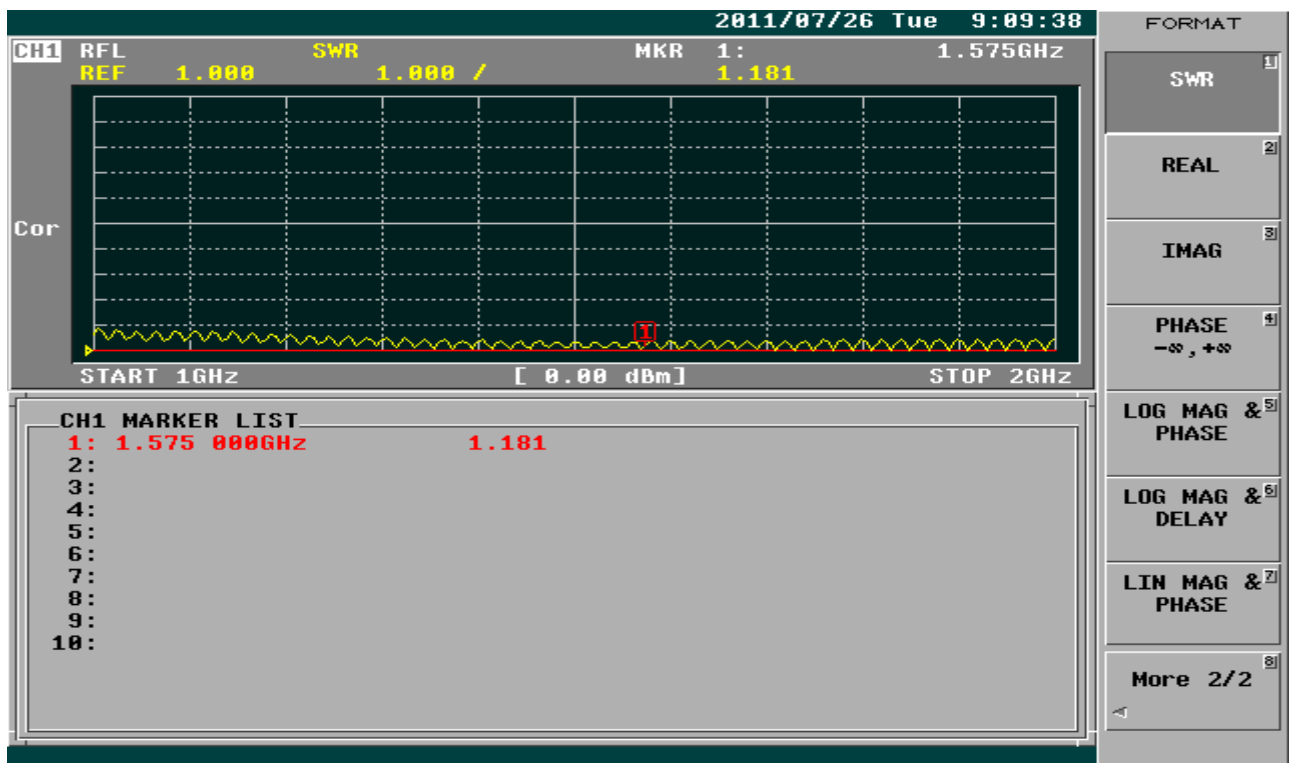 2011/07/26 Tue 9:09:38
CH1 RFL SWR MKR 1: 1.575GHz
REF 1.000 1.000 / 1.181
Cor
1
START 1GHz [ 0.00 dBm] STOP 2GHz
CH1 MARKER LIST
1: 1.575 000GHz 1.181
2:
3:
4:
5:
6:
7:
8:
9:
10:
FORMAT
1
SWR
2
REAL
3
IMAG
4
PHASE
-∞,+∞
5
LOG MAG &
PHASE
6
LOG MAG &
DELAY
7
LIN MAG &
PHASE
8
More 2/2